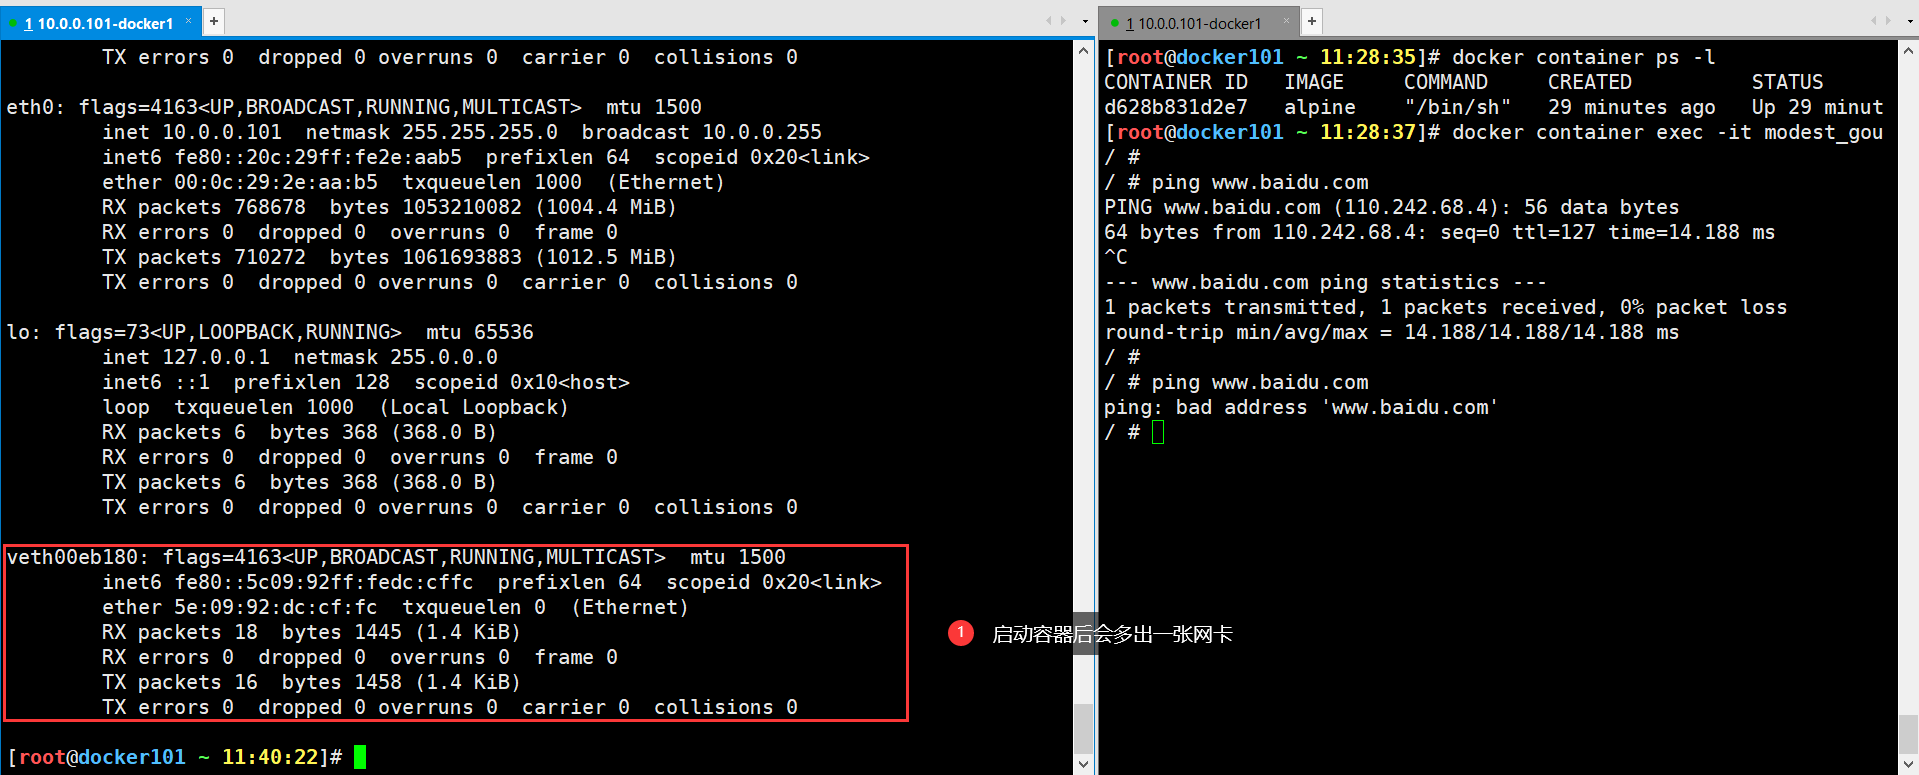 1 10.0.0.101-docker1 × +
TX errors 0  dropped 0 overruns 0  carrier 0  collisions 0
eth0: flags=4163<UP,BROADCAST,RUNNING,MULTICAST>  mtu 1500
inet 10.0.0.101  netmask 255.255.255.0  broadcast 10.0.0.255
inet6 fe80::20c:29ff:fe2e:aab5  prefixlen 64  scopeid 0x20<link>
ether 00:0c:29:2e:aa:b5  txqueuelen 1000  (Ethernet)
RX packets 768678  bytes 1053210082 (1004.4 MiB)
RX errors 0  dropped 0  overruns 0  frame 0
TX packets 710272  bytes 1061693883 (1012.5 MiB)
TX errors 0  dropped 0 overruns 0  carrier 0  collisions 0
lo: flags=73<UP,LOOPBACK,RUNNING>  mtu 65536
inet 127.0.0.1  netmask 255.0.0.0
inet6 ::1  prefixlen 128  scopeid 0x10<host>
loop  txqueuelen 1000  (Local Loopback)
RX packets 6  bytes 368 (368.0 B)
RX errors 0  dropped 0  overruns 0  frame 0
TX packets 6  bytes 368 (368.0 B)
TX errors 0  dropped 0 overruns 0  carrier 0  collisions 0
veth00eb180: flags=4163<UP,BROADCAST,RUNNING,MULTICAST>  mtu 1500
inet6 fe80::5c09:92ff:fedc:cffc  prefixlen 64  scopeid 0x20<link>
ether 5e:09:92:dc:cf:fc  txqueuelen 0  (Ethernet)
RX packets 18  bytes 1445 (1.4 KiB)
RX errors 0  dropped 0  overruns 0  frame 0
TX packets 16  bytes 1458 (1.4 KiB)
TX errors 0  dropped 0 overruns 0  carrier 0  collisions 0
[root@docker101 ~ 11:40:22]#
1 启动容器后会多出一张网卡
1 10.0.0.101-docker1 × +
[root@docker101 ~ 11:28:35]# docker container ps -l
CONTAINER ID   IMAGE     COMMAND     CREATED          STATUS
d628b831d2e7   alpine    "/bin/sh"   29 minutes ago   Up 29 minut
[root@docker101 ~ 11:28:37]# docker container exec -it modest_gou
/ #
/ # ping www.baidu.com
PING www.baidu.com (110.242.68.4): 56 data bytes
64 bytes from 110.242.68.4: seq=0 ttl=127 time=14.188 ms
^C
--- www.baidu.com ping statistics ---
1 packets transmitted, 1 packets received, 0% packet loss
round-trip min/avg/max = 14.188/14.188/14.188 ms
/ #
/ # ping www.baidu.com
ping: bad address 'www.baidu.com'
/ #